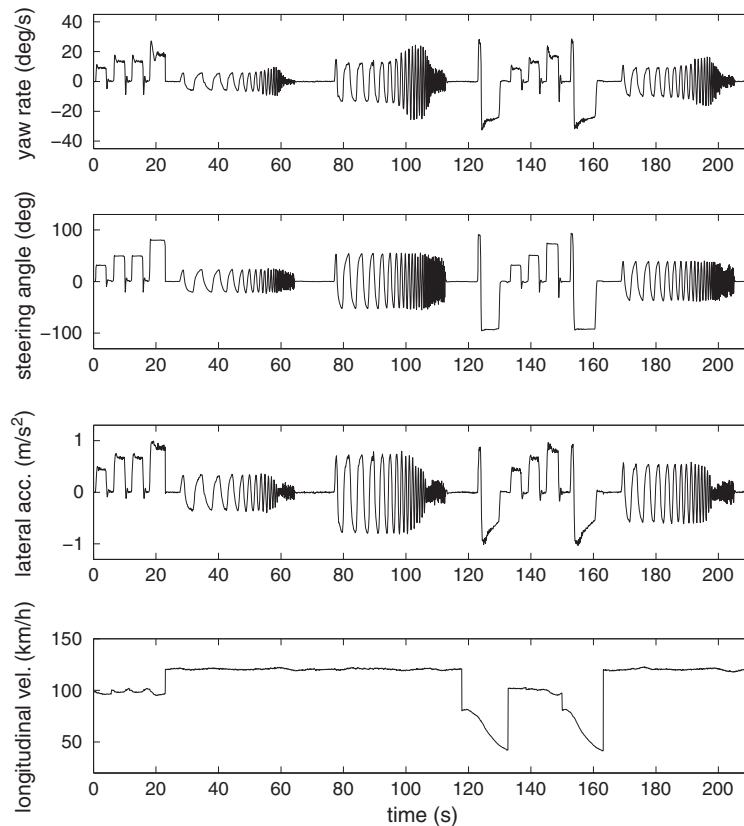 yaw rate (deg/s)
40
20
0
−20
−40
0 20 40 60 80 100 120 140 160 180 200
steering angle (deg)
100
0
−100
0 20 40 60 80 100 120 140 160 180 200
lateral acc. (m/s²)
1
0
−1
0 20 40 60 80 100 120 140 160 180 200
longitudinal vel. (km/h)
150
100
50
0 20 40 60 80 100 120 140 160 180 200
time (s)